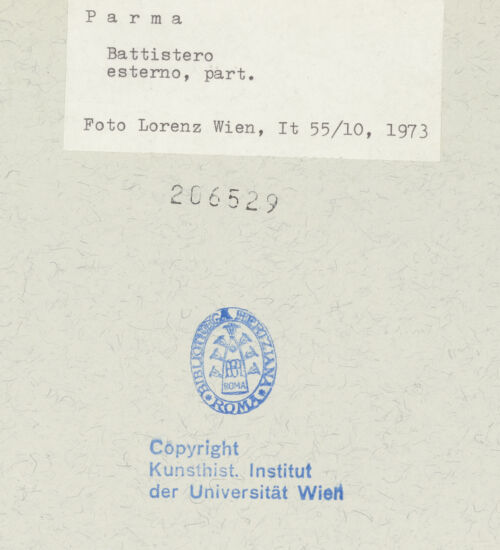 Parma
Battistero
esterno, part.
Foto Lorenz Wien, It 55/10, 1973
206529
BIBLIOTHECA HERTZIANA
ROMA
ROMA
Copyright
Kunsthist. Institut
der Universität Wien